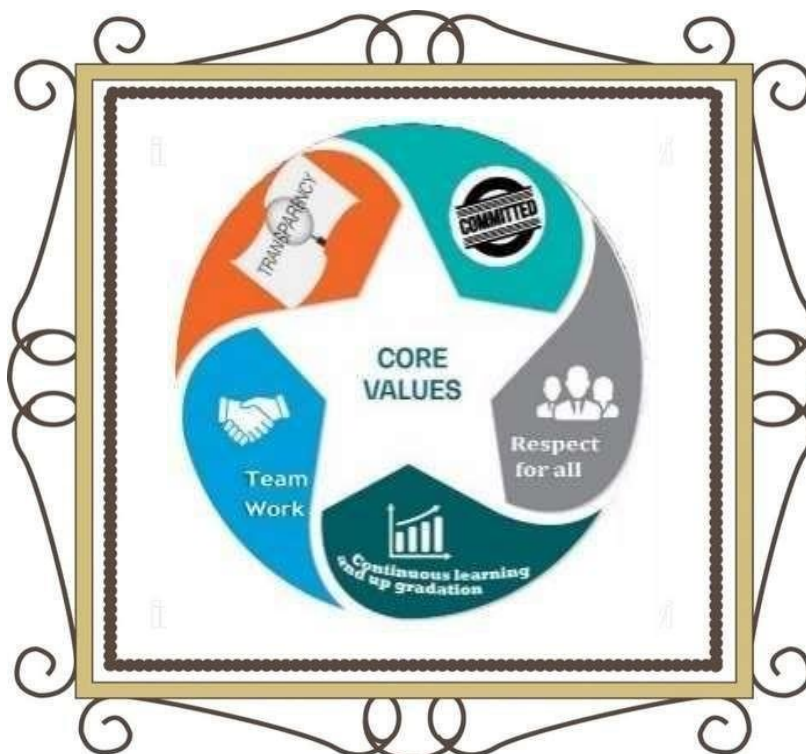 TRANSPARENCY
COMMITTED
CORE
VALUES
Respect
for all
Team
Work
Continuous learning
and up gradation